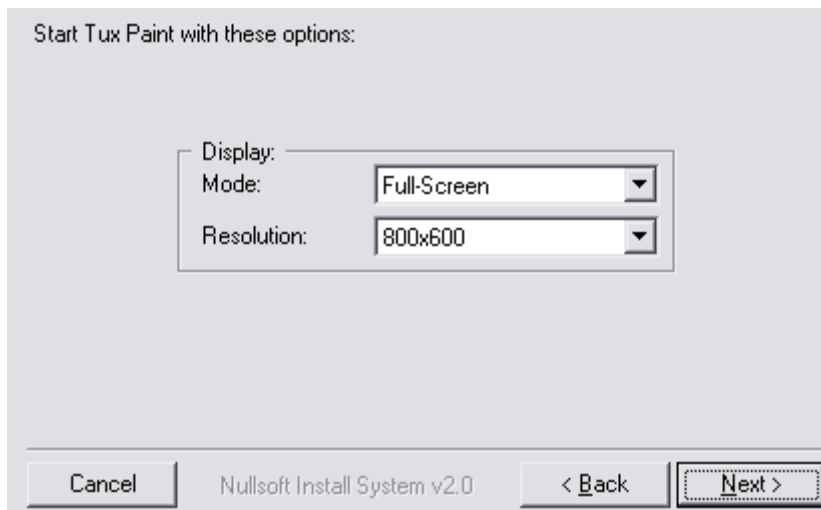 Start Tux Paint with these options:
Display:
Mode: Full-Screen
Resolution: 800x600
Cancel Nullsoft Install System v2.0 < Back Next >